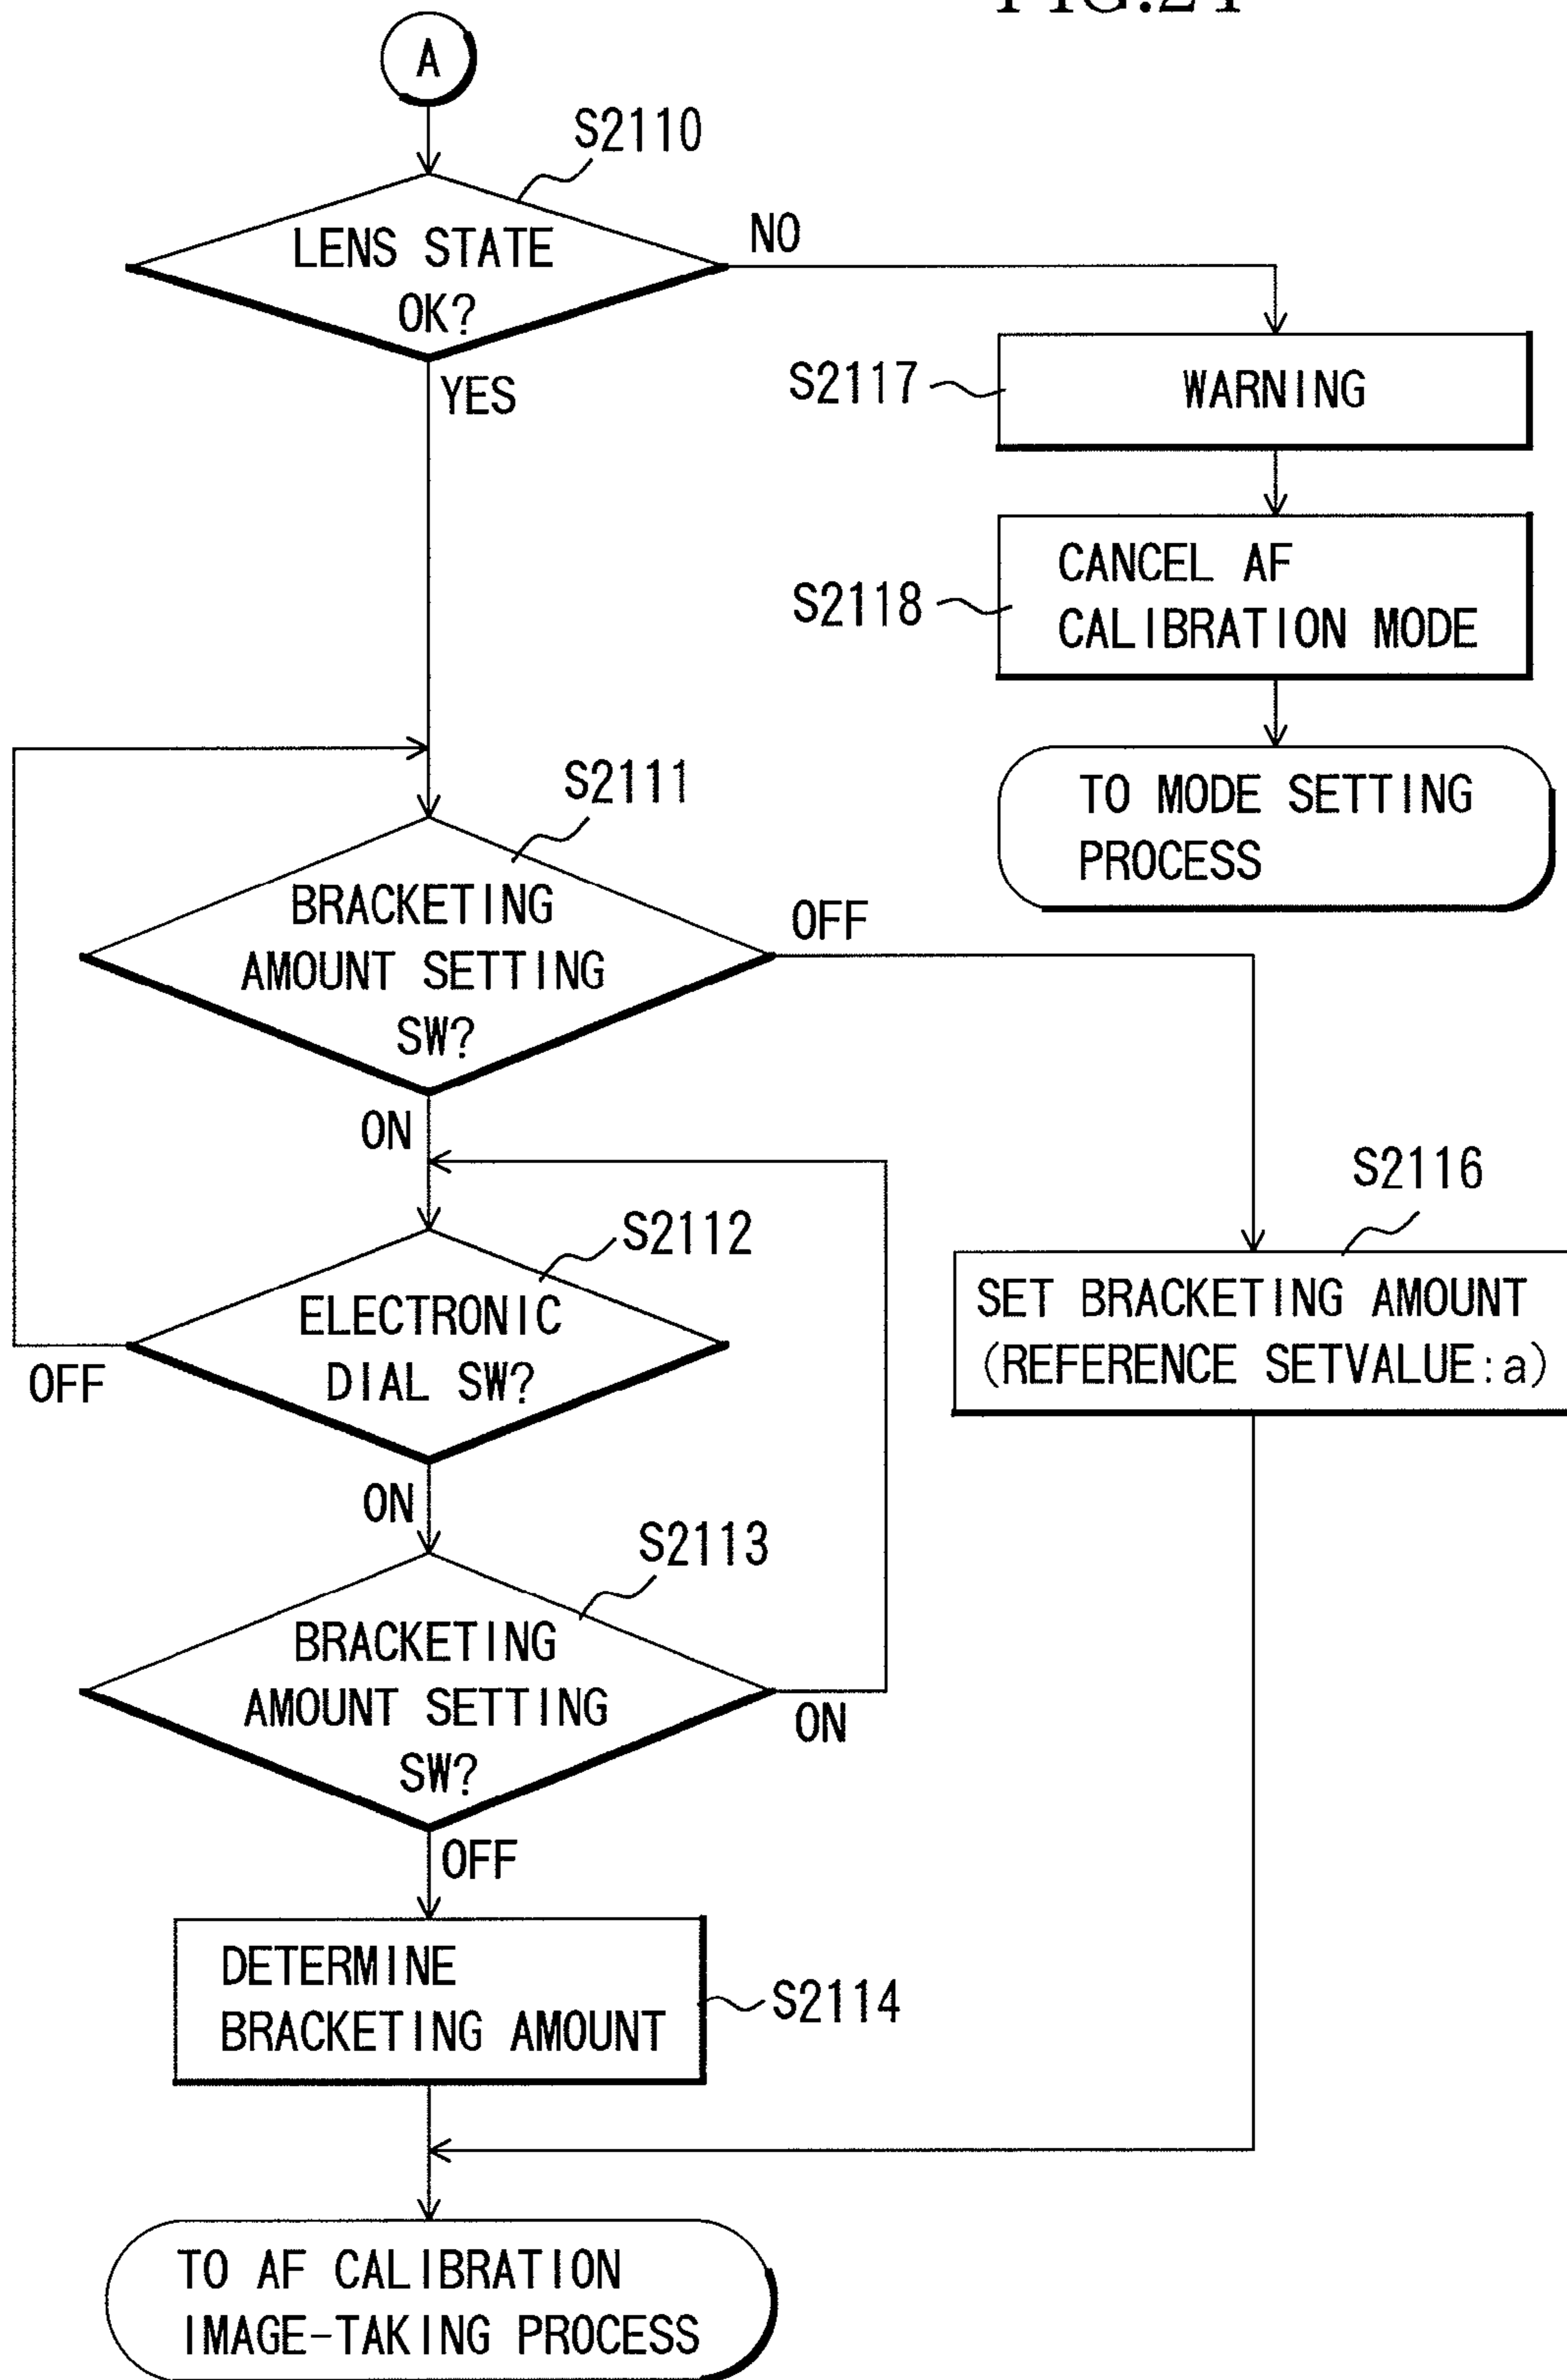 A
S2110
LENS STATE
OK?
NO
YES
S2117
WARNING
S2118
CANCEL AF
CALIBRATION MODE
TO MODE SETTING
PROCESS
S2111
BRACKETING
AMOUNT SETTING
SW?
OFF
ON
S2116
SET BRACKETING AMOUNT
(REFERENCE SETVALUE:a)
S2112
ELECTRONIC
DIAL SW?
OFF
ON
S2113
BRACKETING
AMOUNT SETTING
SW?
ON
OFF
DETERMINE
BRACKETING AMOUNT
S2114
TO AF CALIBRATION
IMAGE-TAKING PROCESS